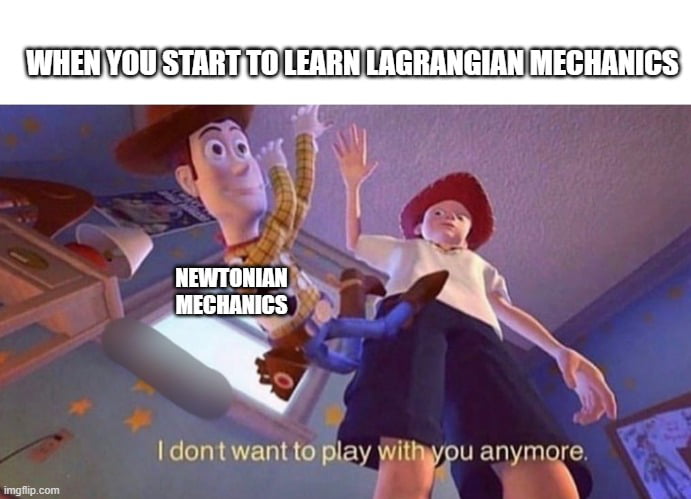 WHEN YOU START TO LEARN LAGRANGIAN MECHANICS
NEWTONIAN
MECHANICS
I don't want to play with you anymore.
imgflip.com